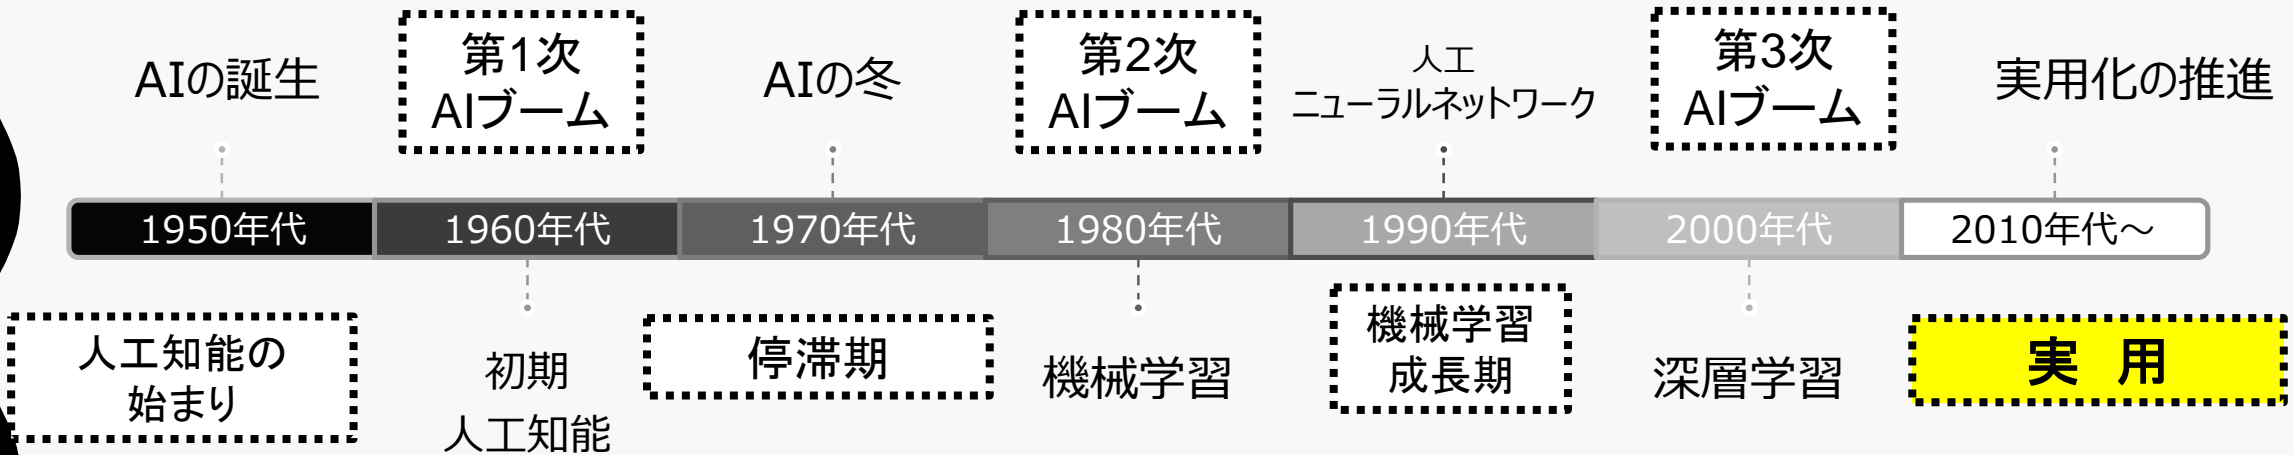 AIの誕生
第1次
AIブーム
AIの冬
第2次
AIブーム
人工
ニューラルネットワーク
第3次
AIブーム
実用化の推進
1950年代
1960年代
1970年代
1980年代
1990年代
2000年代
2010年代～
人工知能の
始まり
初期
人工知能
停滞期
機械学習
機械学習
成長期
深層学習
実　用